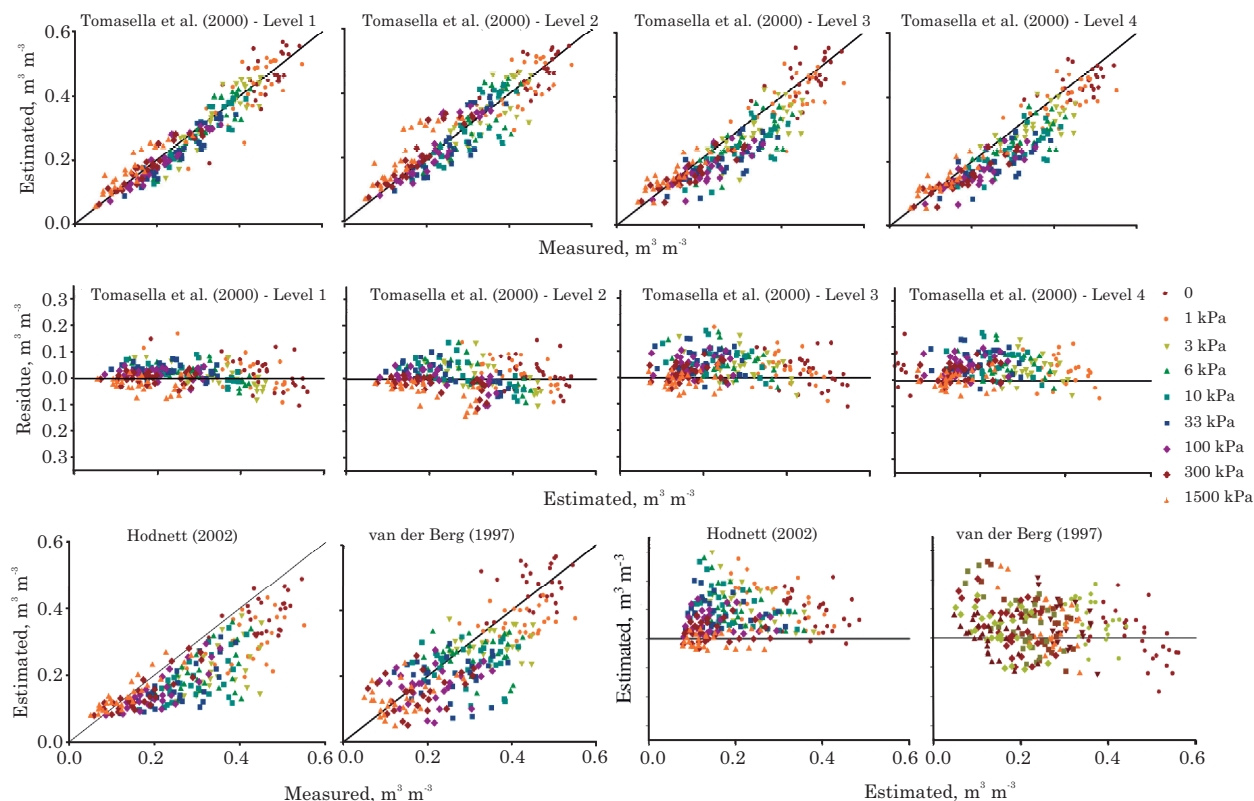 Tomasella et al. (2000) - Level 1
Tomasella et al. (2000) - Level 2
Tomasella et al. (2000) - Level 3
Tomasella et al. (2000) - Level 4
Estimated, m³ m⁻³
0.6
0.4
0.2
0.0
Measured, m³ m⁻³
Tomasella et al. (2000) - Level 1
Tomasella et al. (2000) - Level 2
Tomasella et al. (2000) - Level 3
Tomasella et al. (2000) - Level 4
Residue, m³ m⁻³
0.3
0.2
0.1
0.0
0.1
0.2
0.3
Estimated, m³ m⁻³
0
1 kPa
3 kPa
6 kPa
10 kPa
33 kPa
100 kPa
300 kPa
1500 kPa
Hodnett (2002)
van der Berg (1997)
Hodnett (2002)
van der Berg (1997)
Estimated, m³ m⁻³
0.6
0.4
0.2
0.0
0.0 0.2 0.4 0.6
0.0 0.2 0.4 0.6
Measured, m³ m⁻³
Estimated, m³ m⁻³
0.0 0.2 0.4 0.6
0.0 0.2 0.4 0.6
Estimated, m³ m⁻³